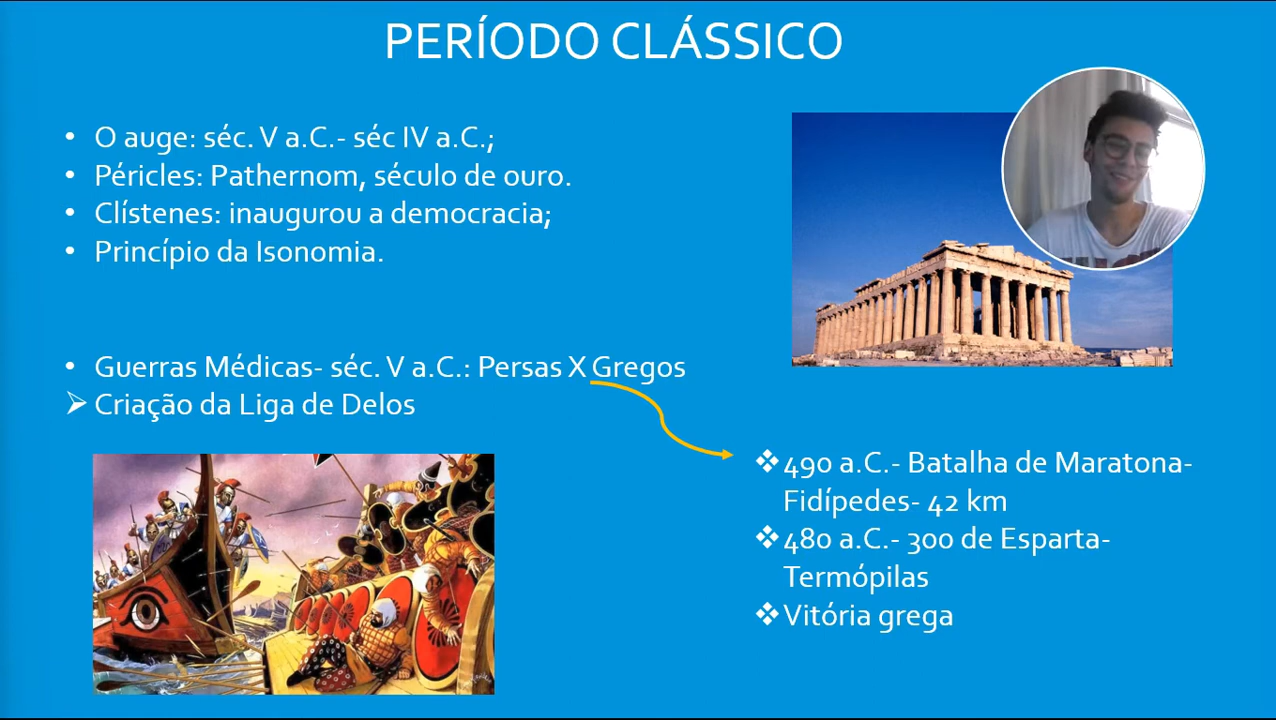 PERÍODO CLÁSSICO
• O auge: séc. V a.C.- séc IV a.C.;
• Péricles: Pathernom, século de ouro.
• Clístenes: inaugurou a democracia;
• Princípio da Isonomia.
• Guerras Médicas- séc. V a.C.: Persas X Gregos
➢ Criação da Liga de Delos
❖ 490 a.C.- Batalha de Maratona-
Fidípedes- 42 km
❖ 480 a.C.- 300 de Esparta-
Termópilas
❖ Vitória grega